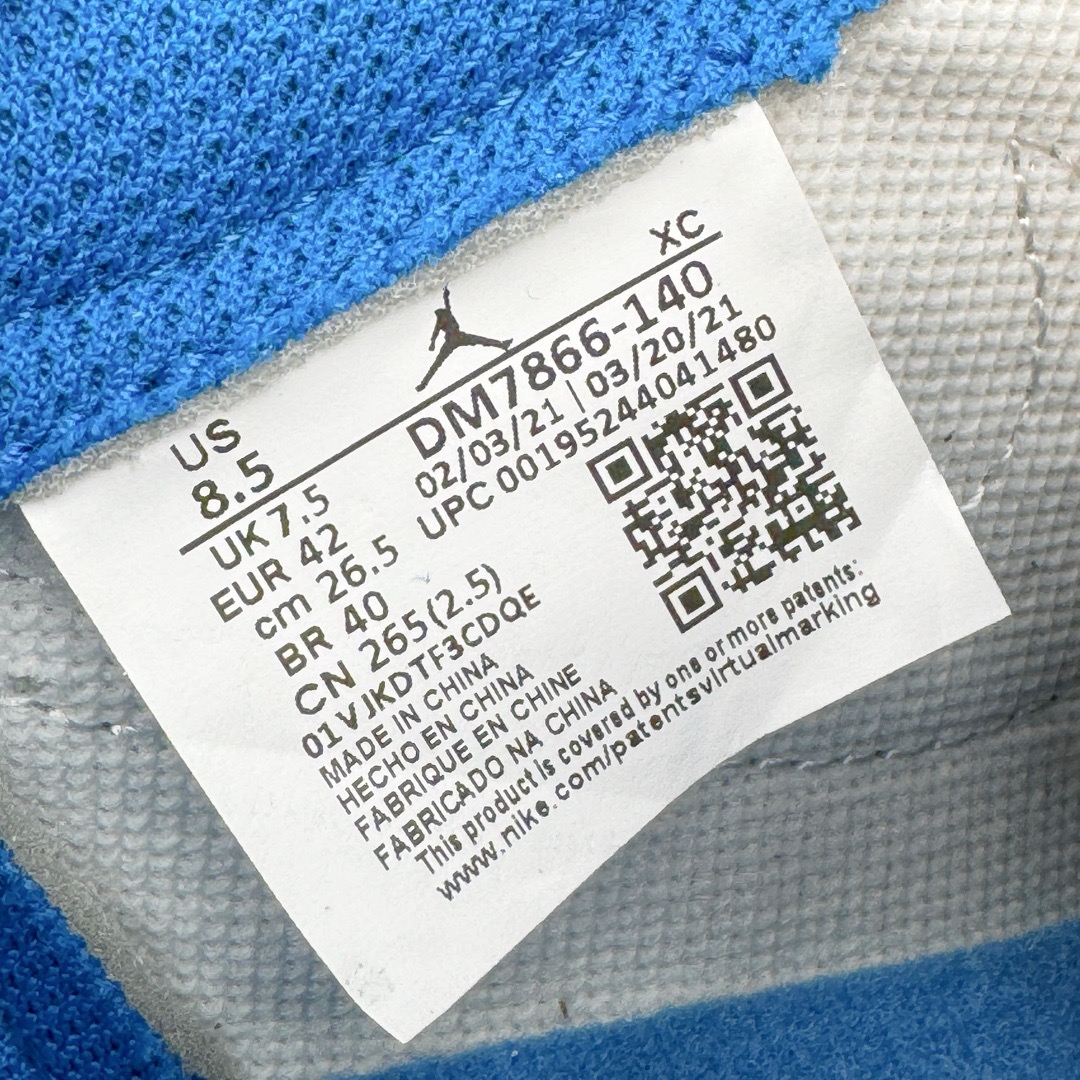 XC
US
8.5
DM7866-140
02/03/21 | 03/20/21
UPC 00195244041480
UK 7.5
EUR 42
cm 26.5
BR 40
CN 265(2.5)
01VJKDTF3CDQE
MADE IN CHINA
HECHO EN CHINA
FABRIQUE EN CHINE
FABRICADO NA CHINA
This product is covered by one or more patents:
www.nike.com/patentsvirtualmarking